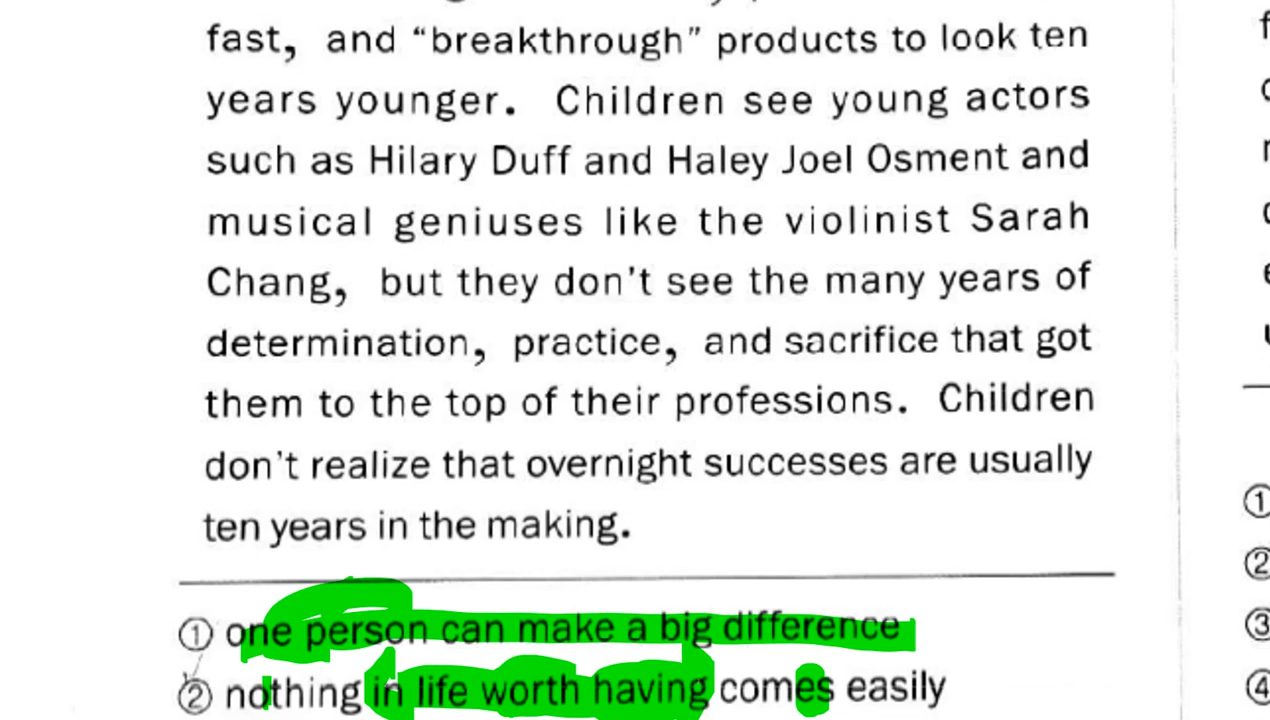 fast, and “breakthrough” products to look ten
years younger. Children see young actors
such as Hilary Duff and Haley Joel Osment and
musical geniuses like the violinist Sarah
Chang, but they don't see the many years of
determination, practice, and sacrifice that got
them to the top of their professions. Children
don't realize that overnight successes are usually
ten years in the making.
① one person can make a big difference
② nothing in life worth having comes easily
①
②
③
④